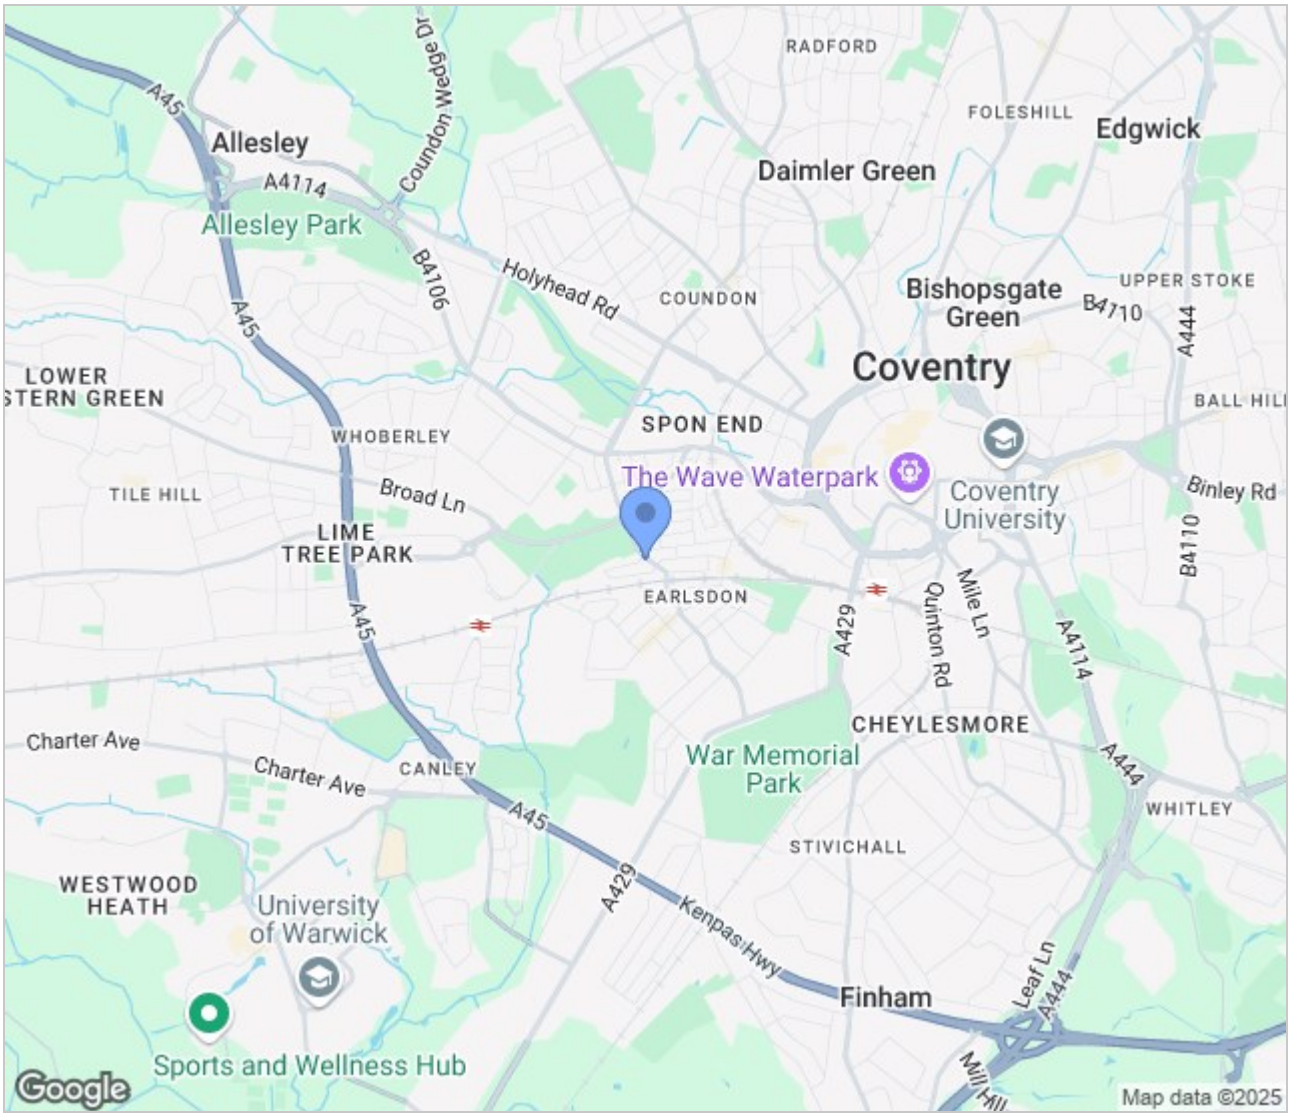 RADFORD
Coundon Wedge Dr
FOLESHILL
Edgwick
A45
Allesley
Daimler Green
A4114
Allesley Park
B4106
Holyhead Rd
COUNDON
Bishopsgate
Green
UPPER STOKE
B4710
A45
A444
Coventry
LOWER
STERN GREEN
BALL HIL
WHOBERLEY
SPON END
The Wave Waterpark
Coventry
University
Binley Rd
TILE HILL
Broad Ln
LIME
TREE PARK
B4110
EARLSDON
Mile Ln
Quinton Rd
A45
A429
A4114
CHEYLESMORE
Charter Ave
War Memorial
Park
A444
Charter Ave
CANLEY
A45
WHITLEY
STIVICHALL
WESTWOOD
HEATH
A429
University
of Warwick
Kenpas Hwy
Leaf Ln
A444
Finham
Sports and Wellness Hub
Mill Hill
Google
Map data ©2025